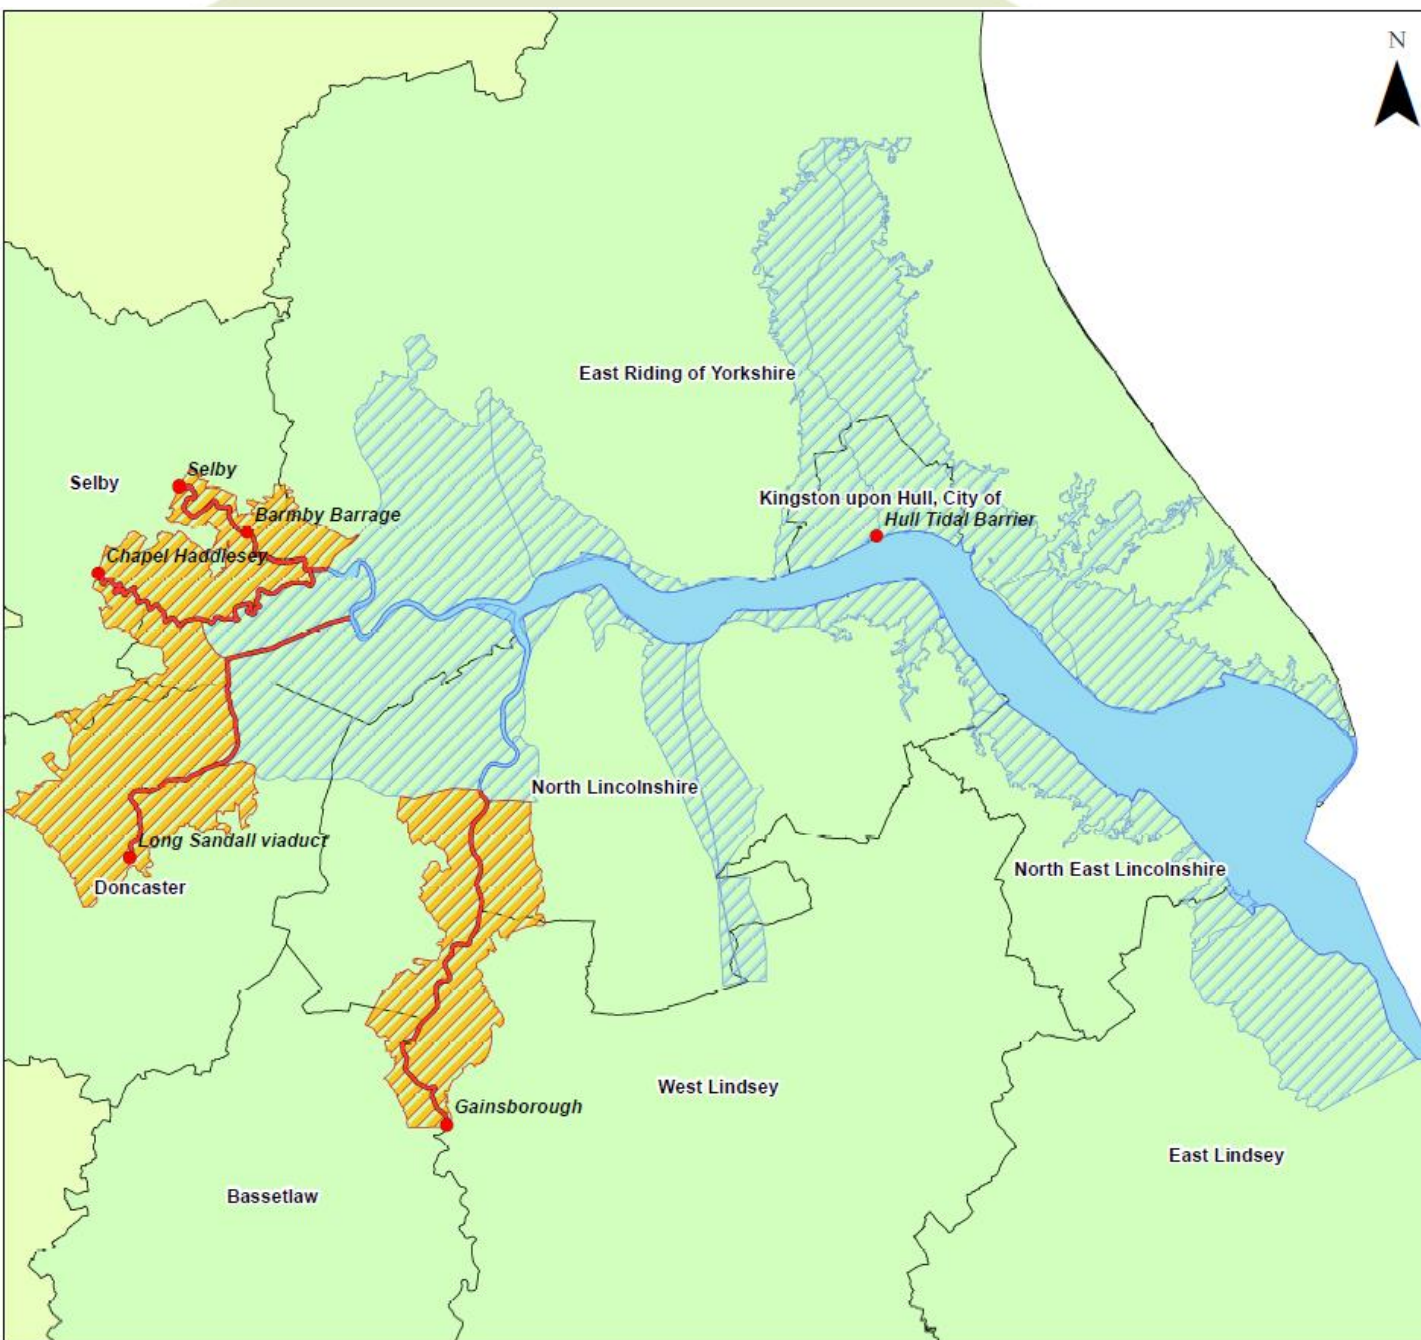 N
East Riding of Yorkshire
Selby
Selby
Kingston upon Hull, City of
Barmby Barrage
Hull Tidal Barrier
Chapel Haddlesey
North Lincolnshire
Long Sandall viaduct
North East Lincolnshire
Doncaster
West Lindsey
Gainsborough
East Lindsey
Bassetlaw